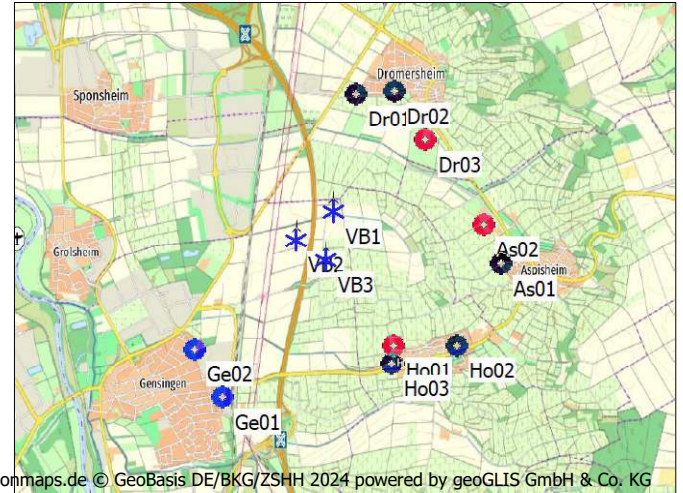 Dromersheim
Sponsheim
Dr01
Dr02
Dr03
VB1
Grolsheim
As02
VB2
Aspisheim
VB3
As01
Ge02
Ho01
Ho02
Gensingen
Ho03
Ge01
onmaps.de © GeoBasis DE/BKG/ZSHH 2024 powered by geoGLIS GmbH & Co. KG